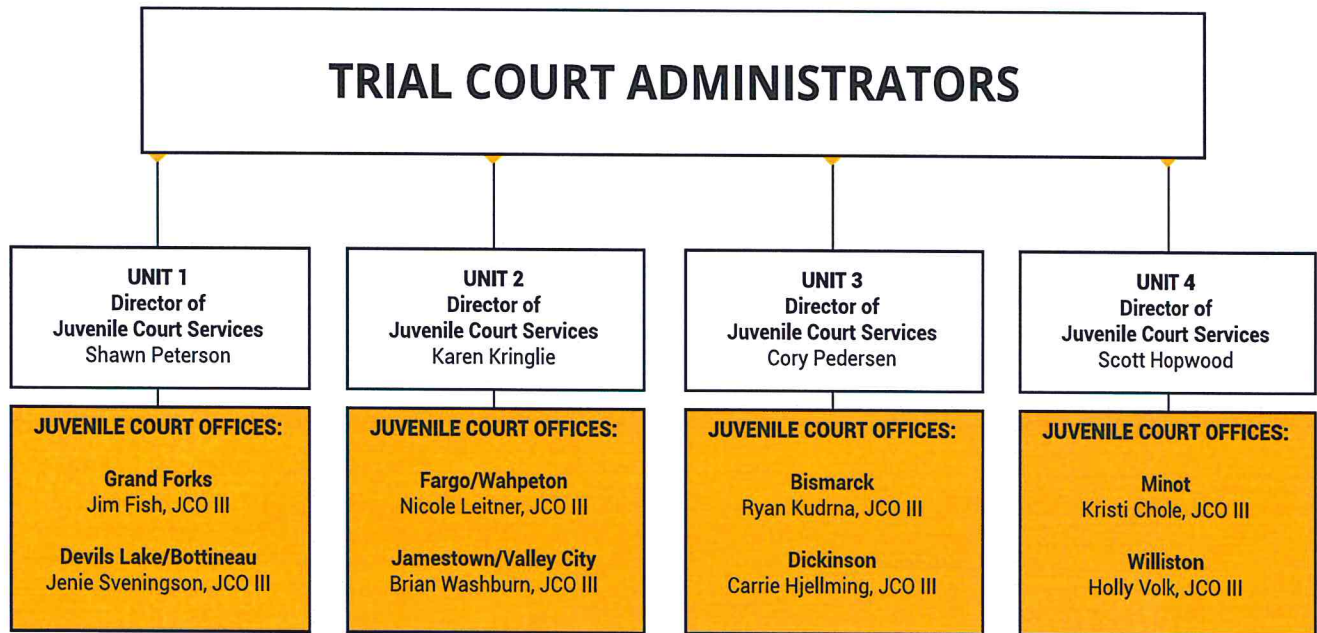 TRIAL COURT ADMINISTRATORS
UNIT 1
Director of
Juvenile Court Services
Shawn Peterson
JUVENILE COURT OFFICES:
Grand Forks
Jim Fish, JCO III
Devils Lake/Bottineau
Jenie Sveningson, JCO III
UNIT 2
Director of
Juvenile Court Services
Karen Kringlie
JUVENILE COURT OFFICES:
Fargo/Wahpeton
Nicole Leitner, JCO III
Jamestown/Valley City
Brian Washburn, JCO III
UNIT 3
Director of
Juvenile Court Services
Cory Pedersen
JUVENILE COURT OFFICES:
Bismarck
Ryan Kudrna, JCO III
Dickinson
Carrie Hjellming, JCO III
UNIT 4
Director of
Juvenile Court Services
Scott Hopwood
JUVENILE COURT OFFICES:
Minot
Kristi Chole, JCO III
Williston
Holly Volk, JCO III